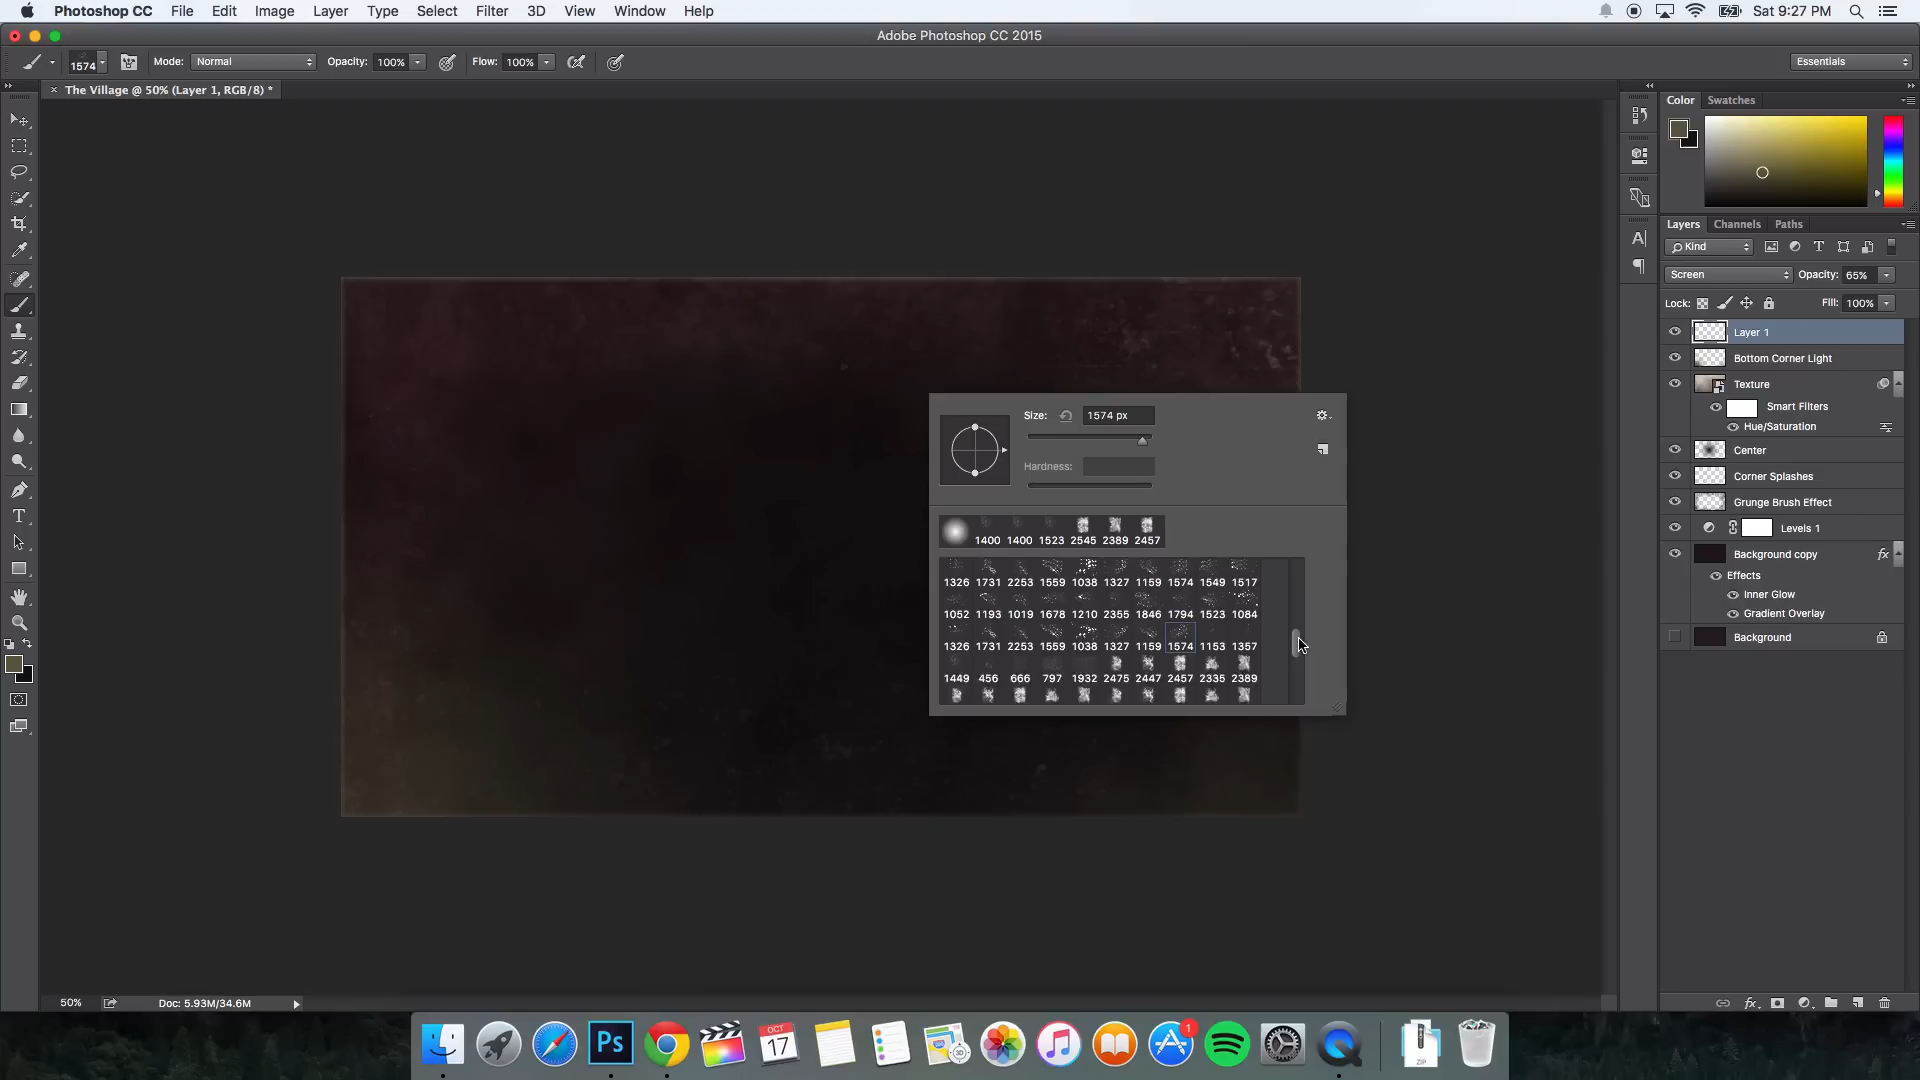 Photoshop CC File Edit Image Layer Type Select Filter 3D View Window Help Sat 9:27 PM
Adobe Photoshop CC 2015
1574 Mode: Normal Opacity: 100% Flow: 100% Essentials
The Village @ 50% (Layer 1, RGB/8) *
Color Swatches
Layers Channels Paths
Kind
Screen Opacity: 65%
Lock: Fill: 100%
Layer 1
Bottom Corner Light
Texture
Smart Filters
Hue/Saturation
Center
Corner Splashes
Grunge Brush Effect
Levels 1
Background copy fx
Effects
Inner Glow
Gradient Overlay
Background
Size: 1574 px
Hardness:
1400 1400 1523 2545 2389 2457
1326 1731 2253 1559 1038 1327 1159 1574 1549 1517
1052 1193 1019 1678 1210 2355 1846 1794 1523 1084
1326 1731 2253 1559 1038 1327 1159 1574 1153 1357
1449 456 666 797 1932 2475 2447 2457 2335 2389
50% Doc: 5.93M/34.6M
fx
Ps OCT 17 3D 1 ZIP